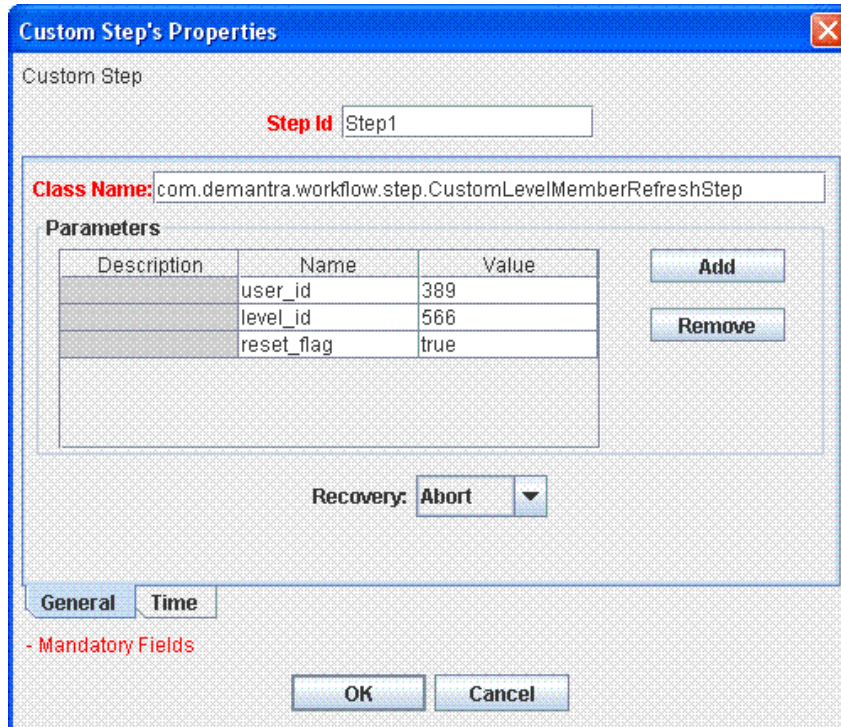 Custom Step's Properties
Custom Step
Step Id Step1
Class Name: com.demantra.workflow.step.CustomLevelMemberRefreshStep
Parameters
Description Name Value
user_id 389
level_id 566
reset_flag true
Add
Remove
Recovery: Abort
General Time
- Mandatory Fields
OK Cancel